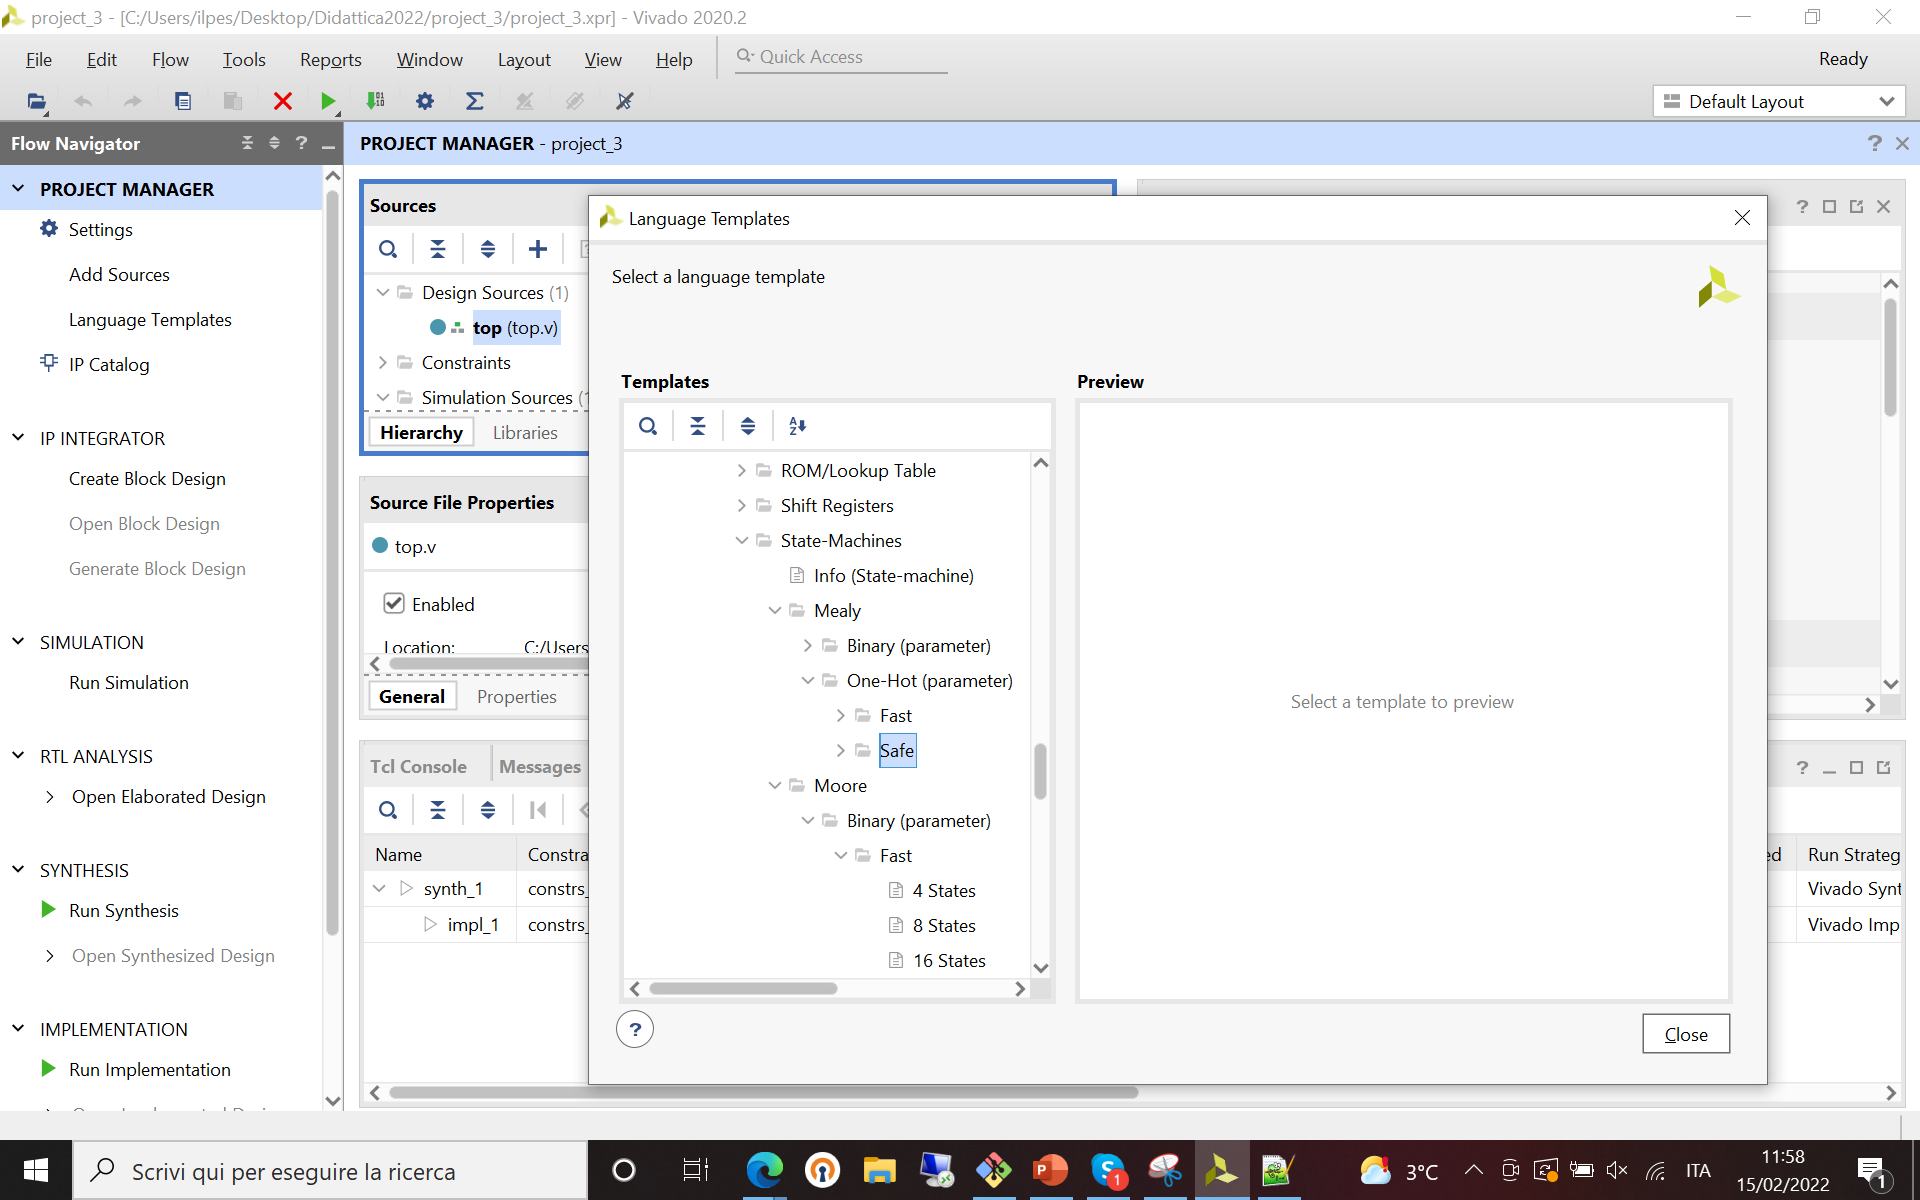 project_3 - [C:/Users/ilpes/Desktop/Didattica2022/project_3/project_3.xpr] - Vivado 2020.2
File Edit Flow Tools Reports Window Layout View Help Quick Access Ready
Default Layout
Flow Navigator
PROJECT MANAGER
Settings
Add Sources
Language Templates
IP Catalog
IP INTEGRATOR
Create Block Design
Open Block Design
Generate Block Design
SIMULATION
Run Simulation
RTL ANALYSIS
Open Elaborated Design
SYNTHESIS
Run Synthesis
Open Synthesized Design
IMPLEMENTATION
Run Implementation
PROJECT MANAGER - project_3
Sources
Design Sources (1)
top (top.v)
Constraints
Simulation Sources (1
Hierarchy Libraries
Source File Properties
top.v
Enabled
Location: C:/Users
General Properties
Tcl Console Messages
Name Constra
synth_1 constrs_
impl_1 constrs_
ed Run Strateg
Vivado Synt
Vivado Imp
Language Templates
Select a language template
Templates
ROM/Lookup Table
Shift Registers
State-Machines
Info (State-machine)
Mealy
Binary (parameter)
One-Hot (parameter)
Fast
Safe
Moore
Binary (parameter)
Fast
4 States
8 States
16 States
Preview
Select a template to preview
? Close
Scrivi qui per eseguire la ricerca
1
3°C
ITA
11:58
15/02/2022
1